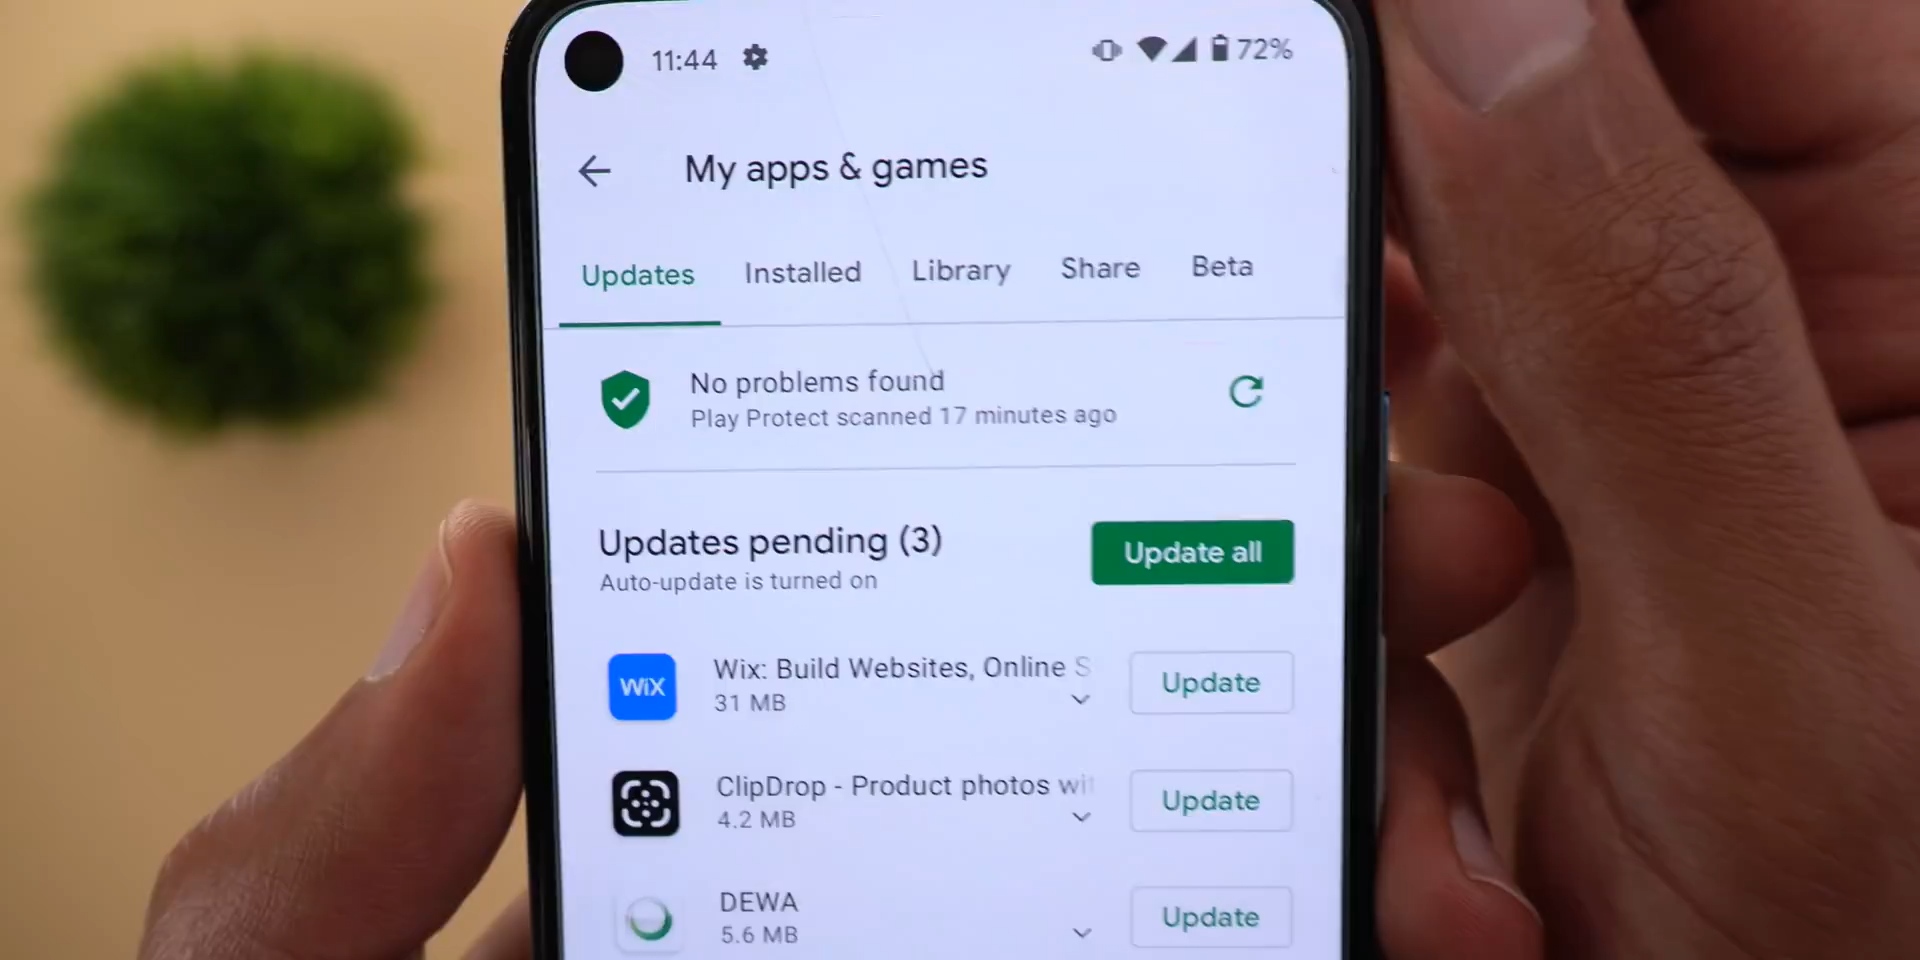 11:44
72%
My apps & games
Updates Installed Library Share Beta
No problems found
Play Protect scanned 17 minutes ago
Updates pending (3)
Update all
Auto-update is turned on
WiX
Wix: Build Websites, Online S
31 MB
Update
ClipDrop - Product photos wit
4.2 MB
Update
DEWA
5.6 MB
Update